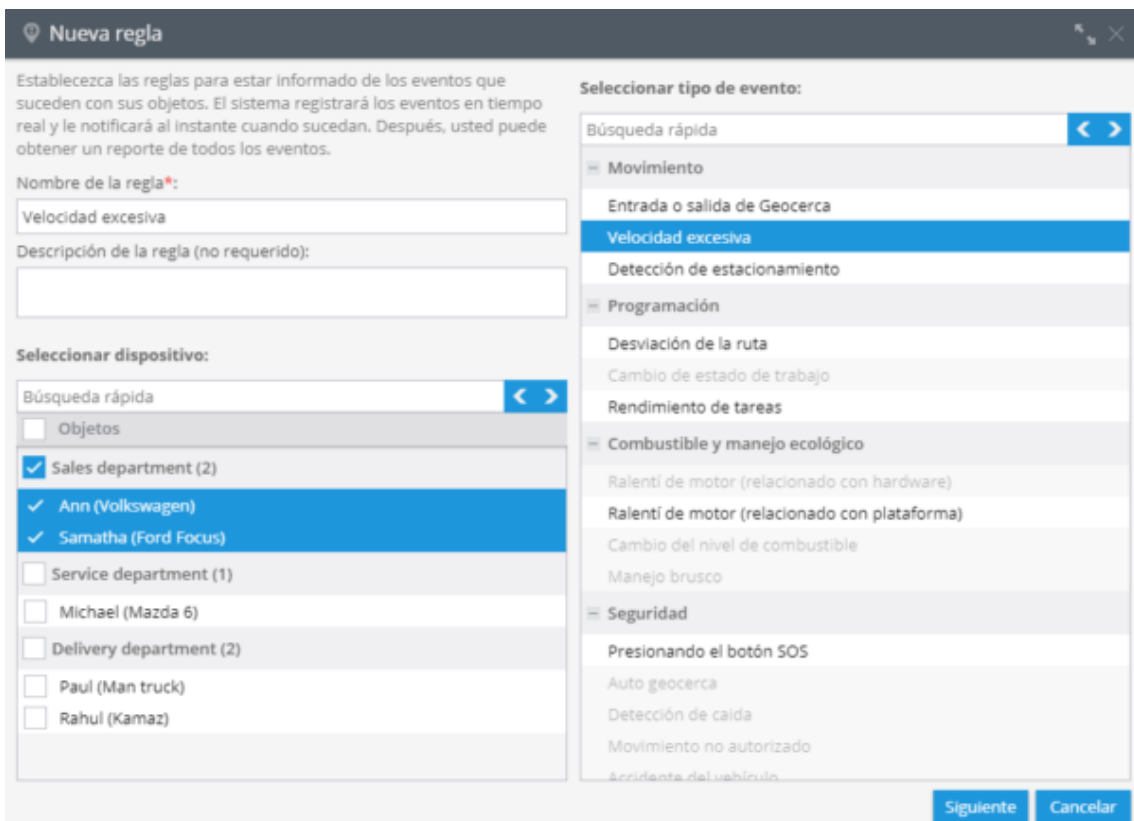 Nueva regla
Establecezca las reglas para estar informado de los eventos que
suceden con sus objetos. El sistema registrará los eventos en tiempo
real y le notificará al instante cuando sucedan. Después, usted puede
obtener un reporte de todos los eventos.
Nombre de la regla*:
Velocidad excesiva
Descripción de la regla (no requerido):
Seleccionar dispositivo:
Búsqueda rápida
Objetos
Sales department (2)
Ann (Volkswagen)
Samatha (Ford Focus)
Service department (1)
Michael (Mazda 6)
Delivery department (2)
Paul (Man truck)
Rahul (Kamaz)
Seleccionar tipo de evento:
Búsqueda rápida
Movimiento
Entrada o salida de Geocerca
Velocidad excesiva
Detección de estacionamiento
Programación
Desviación de la ruta
Cambio de estado de trabajo
Rendimiento de tareas
Combustible y manejo ecológico
Ralentí de motor (relacionado con hardware)
Ralentí de motor (relacionado con plataforma)
Cambio del nivel de combustible
Manejo brusco
Seguridad
Presionando el botón SOS
Auto geocerca
Detección de caida
Movimiento no autorizado
Accidente del vehículo
Siguiente
Cancelar